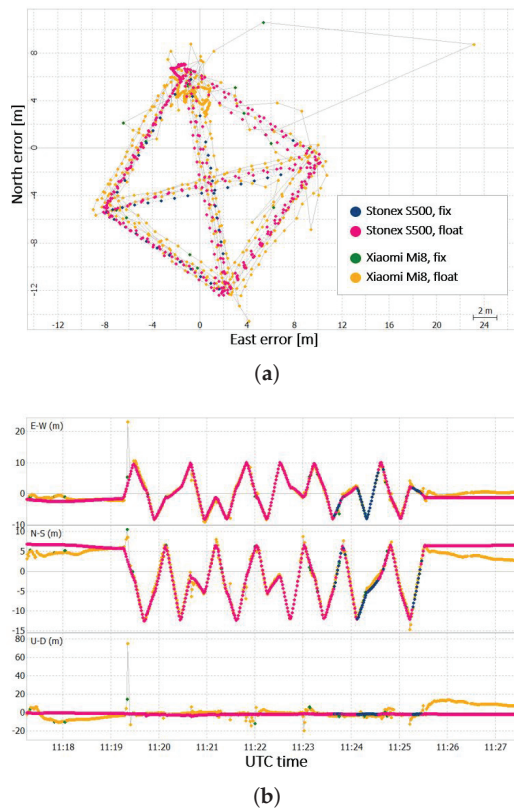 8
4
0
-4
-8
-12
North error [m]
Stonex S500, fix
Stonex S500, float
Xiaomi Mi8, fix
Xiaomi Mi8, float
2 m
-12 -8 -4 0 4 8 12 16 20 24
East error [m]
(a)
E-W (m)
20
10
0
-10
N-S (m)
10
5
0
-5
-10
-15
U-D (m)
80
60
40
20
0
-20
11:18 11:19 11:20 11:21 11:22 11:23 11:24 11:25 11:26 11:27
UTC time
(b)